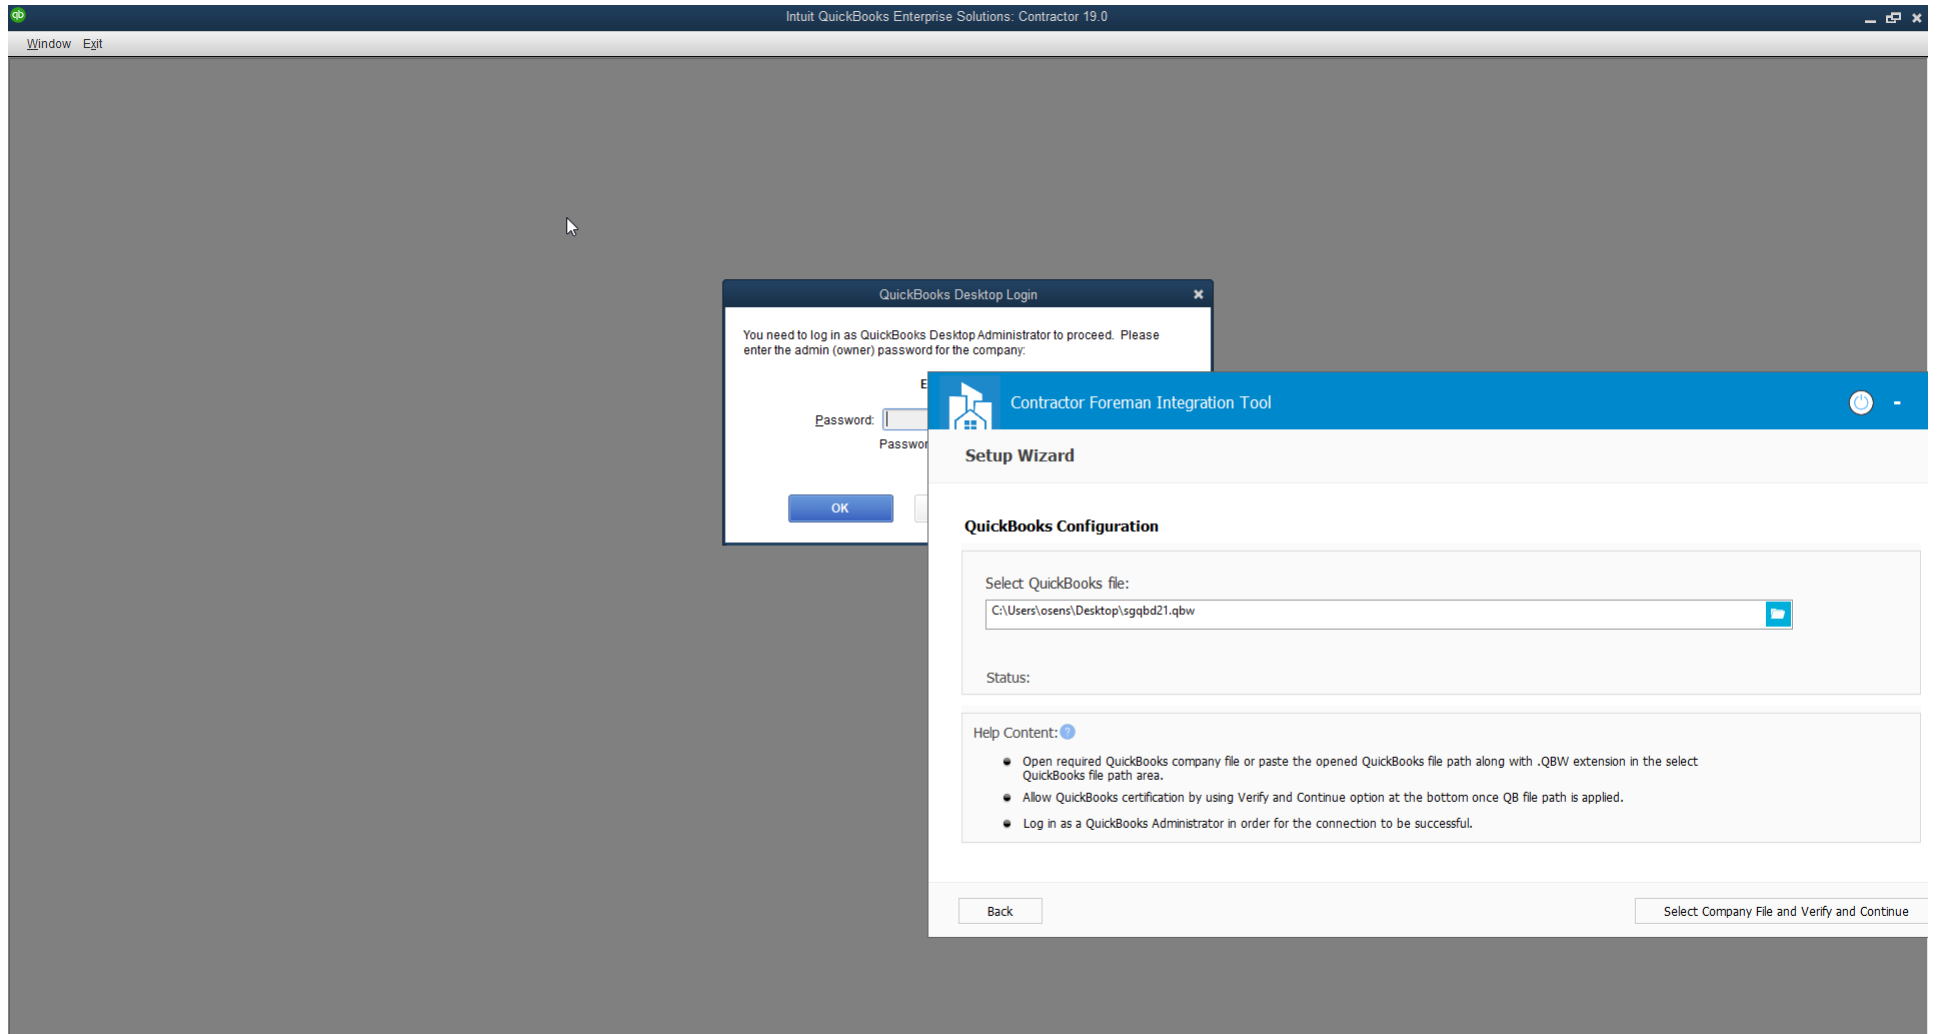 qb
Intuit QuickBooks Enterprise Solutions: Contractor 19.0
Window Exit
QuickBooks Desktop Login
You need to log in as QuickBooks Desktop Administrator to proceed. Please
enter the admin (owner) password for the company:
E
Password:
Passwor
OK
Contractor Foreman Integration Tool
Setup Wizard
QuickBooks Configuration
Select QuickBooks file:
C:\Users\osens\Desktop\sgqbd21.qbw
Status:
Help Content: ?
Open required QuickBooks company file or paste the opened QuickBooks file path along with .QBW extension in the select
QuickBooks file path area.
Allow QuickBooks certification by using Verify and Continue option at the bottom once QB file path is applied.
Log in as a QuickBooks Administrator in order for the connection to be successful.
Back
Select Company File and Verify and Continue